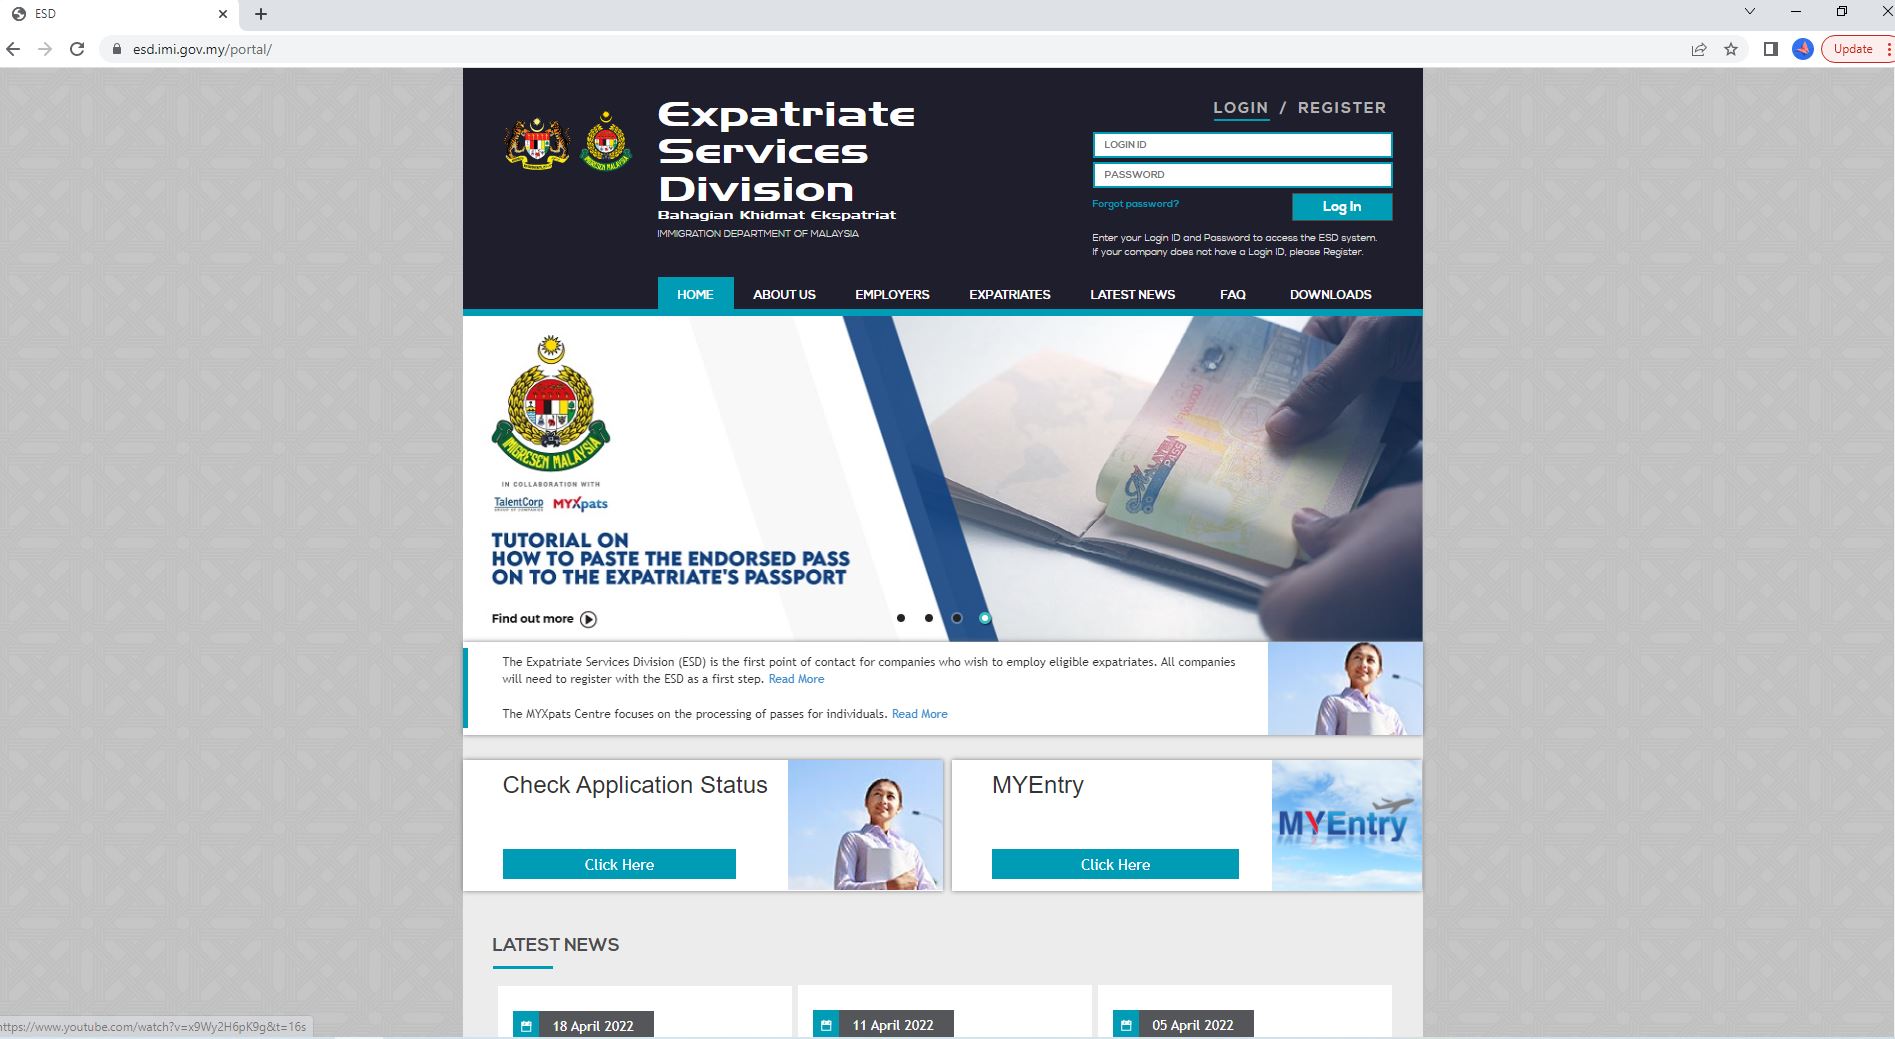 ESD
esd.imi.gov.my/portal/
Update
Expatriate
Services
Division
Bahagian Khidmat Ekspatriat
IMMIGRATION DEPARTMENT OF MALAYSIA
LOGIN / REGISTER
LOGIN ID
PASSWORD
Forgot password?
Log In
Enter your Login ID and Password to access the ESD system.
If your company does not have a Login ID, please Register.
HOME ABOUT US EMPLOYERS EXPATRIATES LATEST NEWS FAQ DOWNLOADS
IMIGRESEN MALAYSIA
IN COLLABORATION WITH
TalentCorp MYXpats
GROUP OF COMPANIES
TUTORIAL ON
HOW TO PASTE THE ENDORSED PASS
ON TO THE EXPATRIATE'S PASSPORT
Find out more
MALAYSIA
PASS
The Expatriate Services Division (ESD) is the first point of contact for companies who wish to employ eligible expatriates. All companies
will need to register with the ESD as a first step. Read More
The MYXpats Centre focuses on the processing of passes for individuals. Read More
Check Application Status
Click Here
MYEntry
Click Here
MYEntry
LATEST NEWS
18 April 2022
11 April 2022
05 April 2022
https://www.youtube.com/watch?v=x9Wy2H6pK9g&t=16s